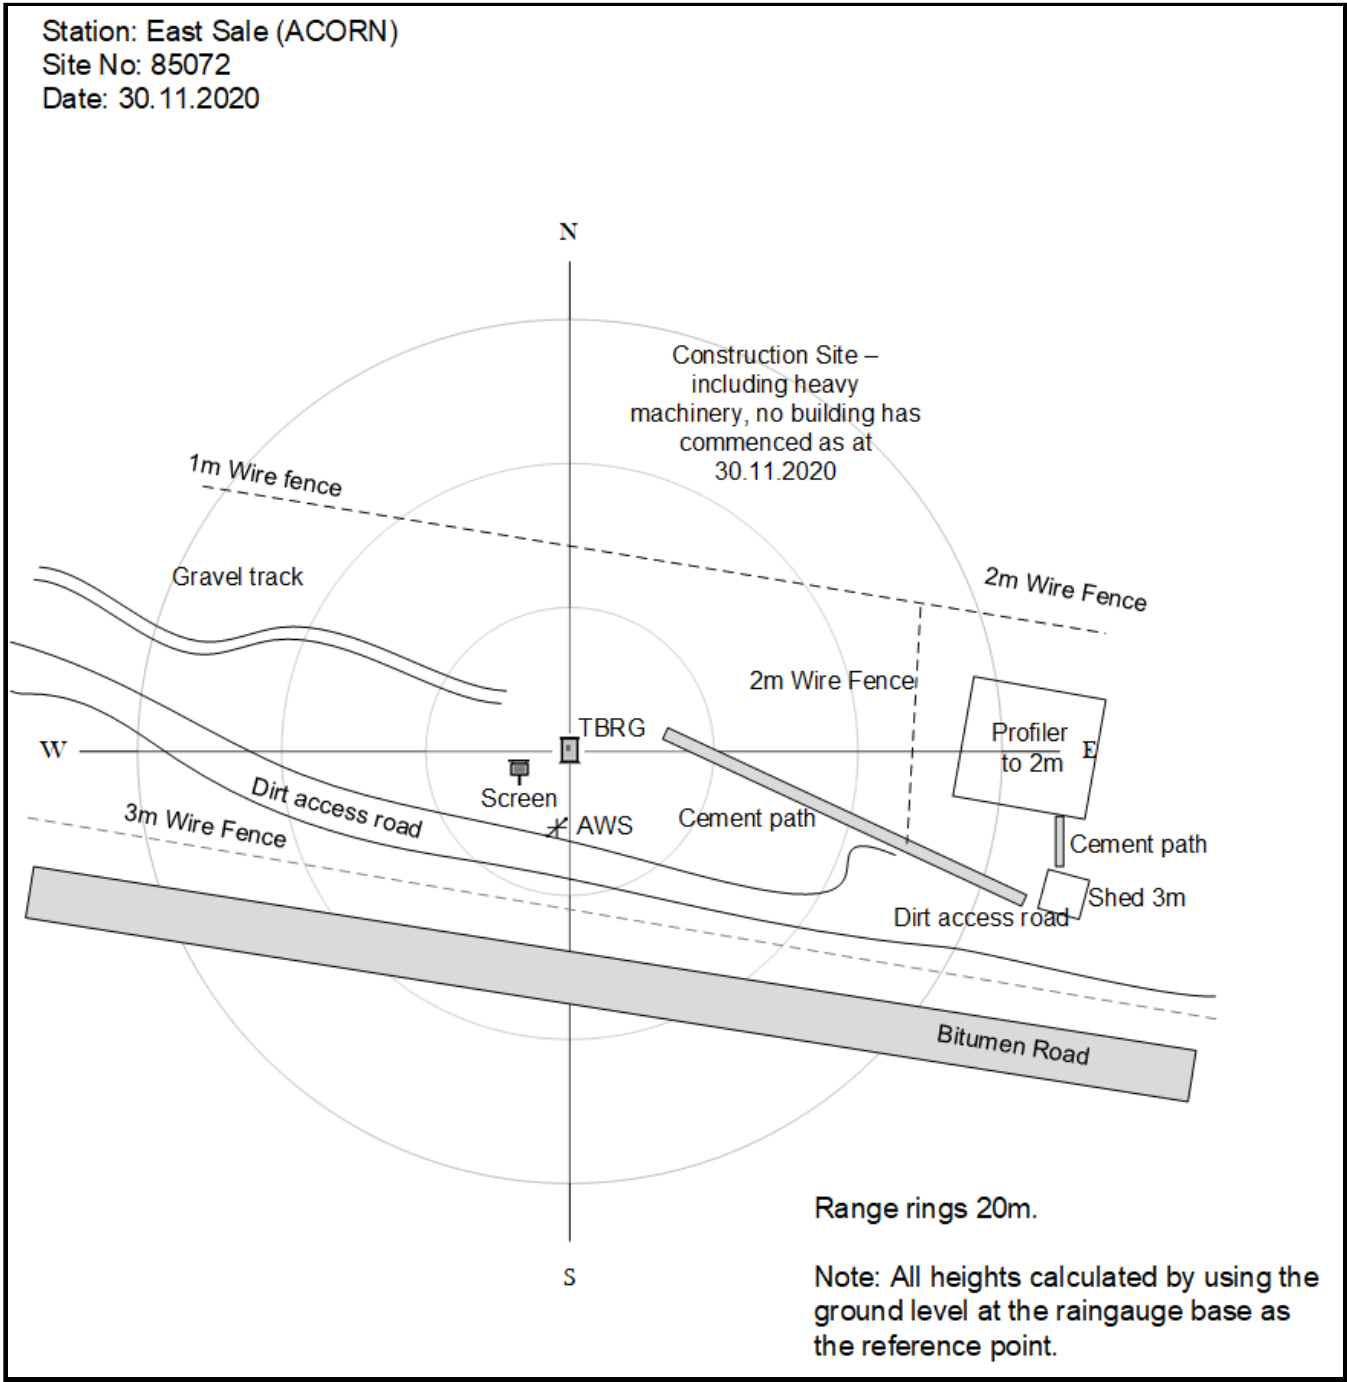 Station: East Sale (ACORN)
Site No: 85072
Date: 30.11.2020
N
Construction Site –
including heavy
machinery, no building has
commenced as at
30.11.2020
1m Wire fence
Gravel track
2m Wire Fence
2m Wire Fence
TBRG
W
Profiler
to 2m
E
Screen
Dirt access road
3m Wire Fence
AWS
Cement path
Cement path
Shed 3m
Dirt access road
Bitumen Road
Range rings 20m.
S
Note: All heights calculated by using the
ground level at the raingauge base as
the reference point.